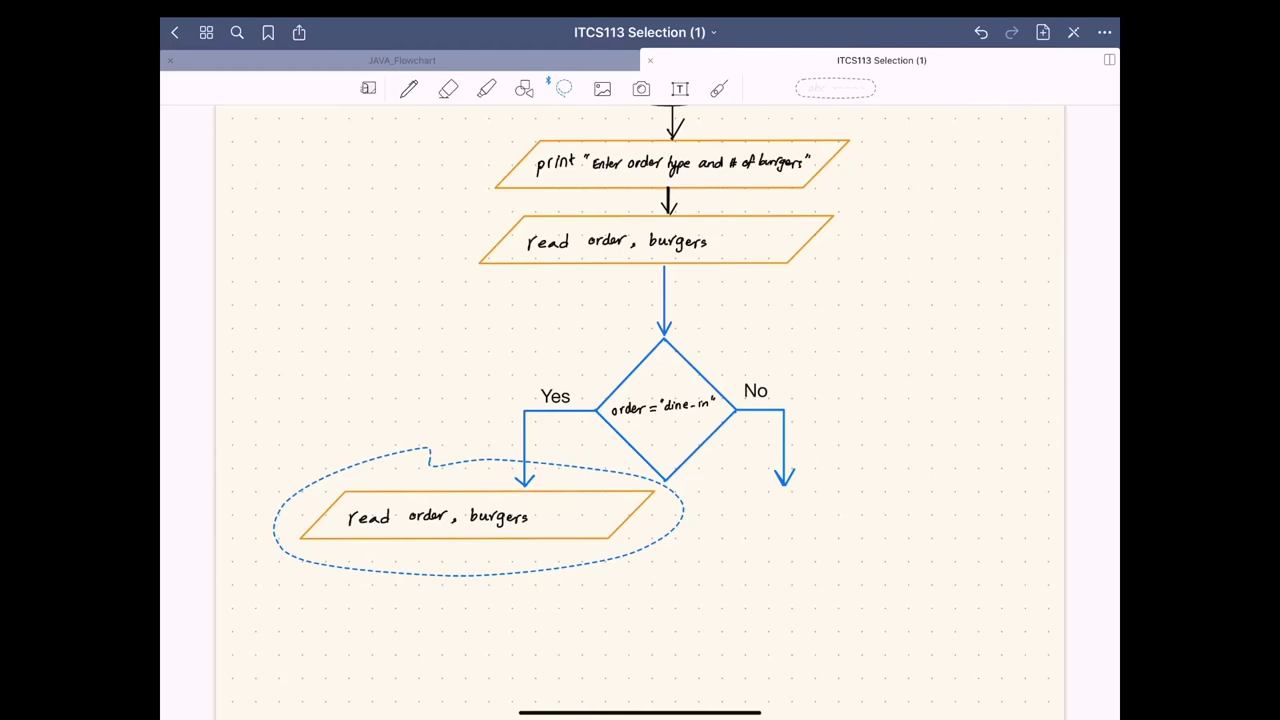 ITCS113 Selection (1)
JAVA_Flowchart
ITCS113 Selection (1)
T
abc
print "Enter order type and # of burgers"
read order, burgers
Yes
No
order = "dine-in"
read order, burgers